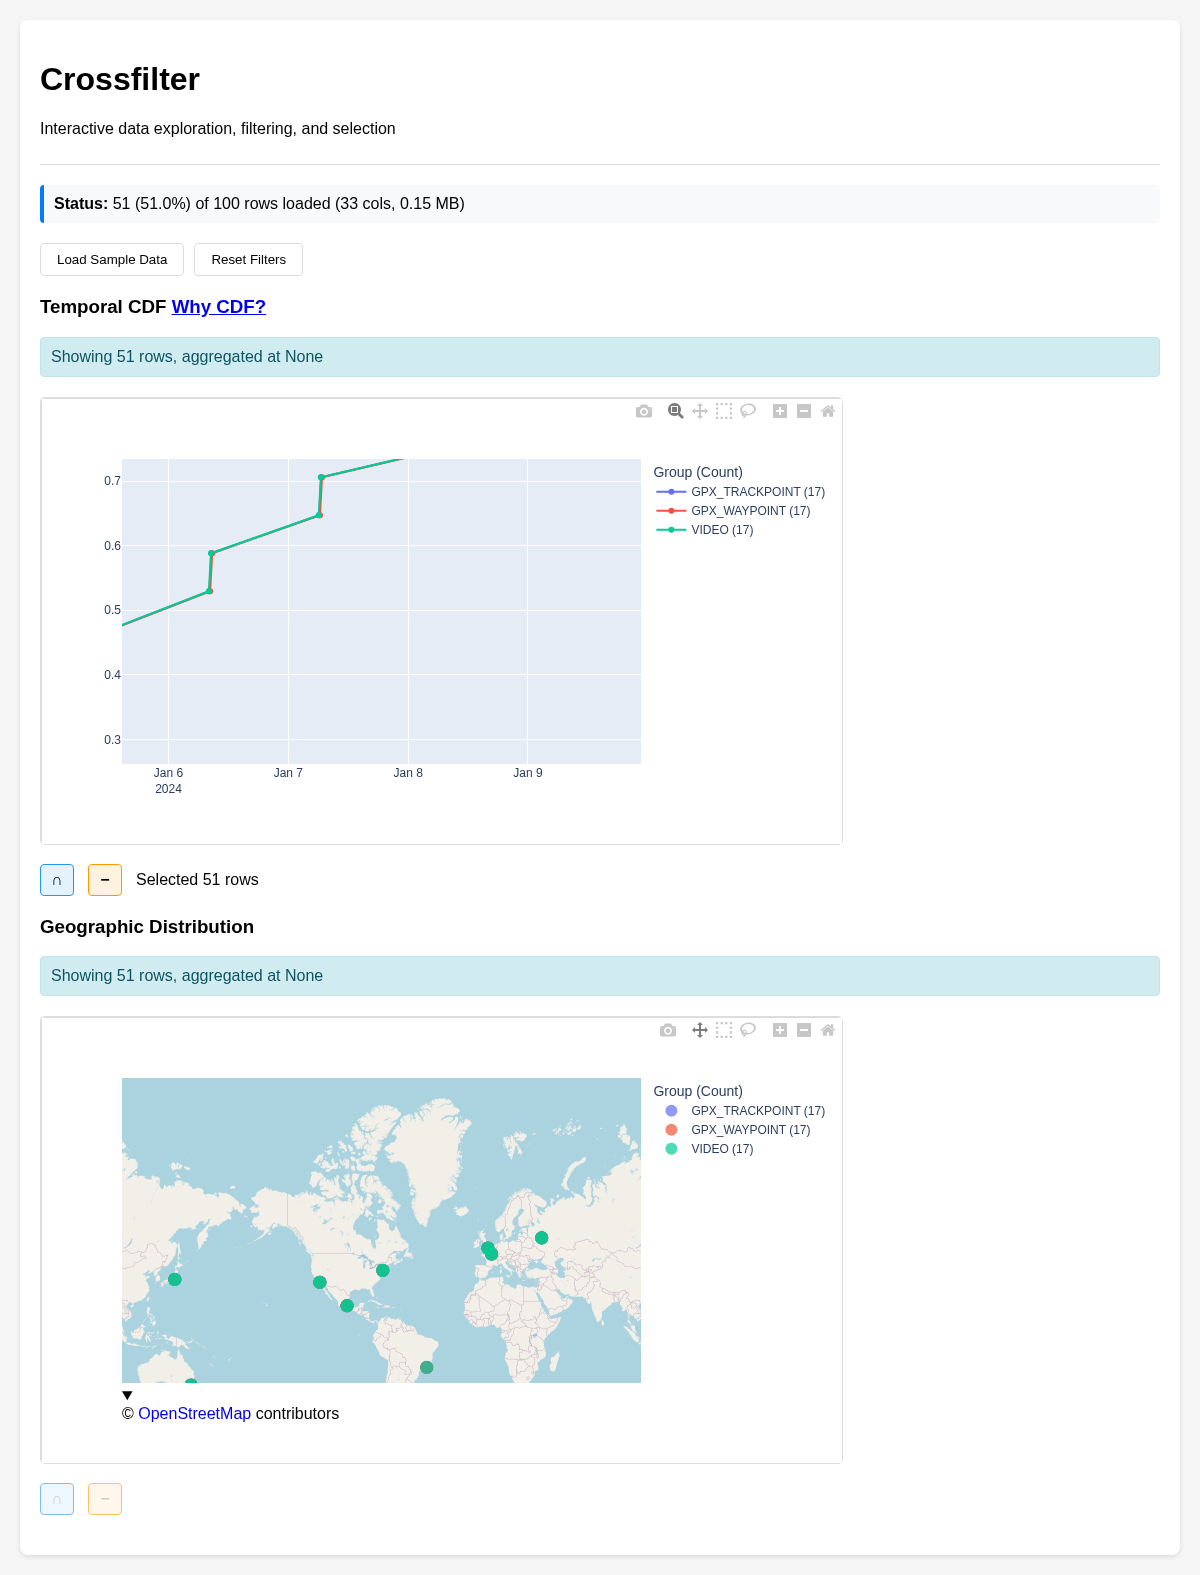 Crossfilter
Interactive data exploration, filtering, and selection
Status: 51 (51.0%) of 100 rows loaded (33 cols, 0.15 MB)
Load Sample Data
Reset Filters
Temporal CDF Why CDF?
Showing 51 rows, aggregated at None
0.7
0.6
0.5
0.4
0.3
Jan 6
2024
Jan 7
Jan 8
Jan 9
Group (Count)
GPX_TRACKPOINT (17)
GPX_WAYPOINT (17)
VIDEO (17)
∩
−
Selected 51 rows
Geographic Distribution
Showing 51 rows, aggregated at None
Group (Count)
GPX_TRACKPOINT (17)
GPX_WAYPOINT (17)
VIDEO (17)
© OpenStreetMap contributors
∩
−